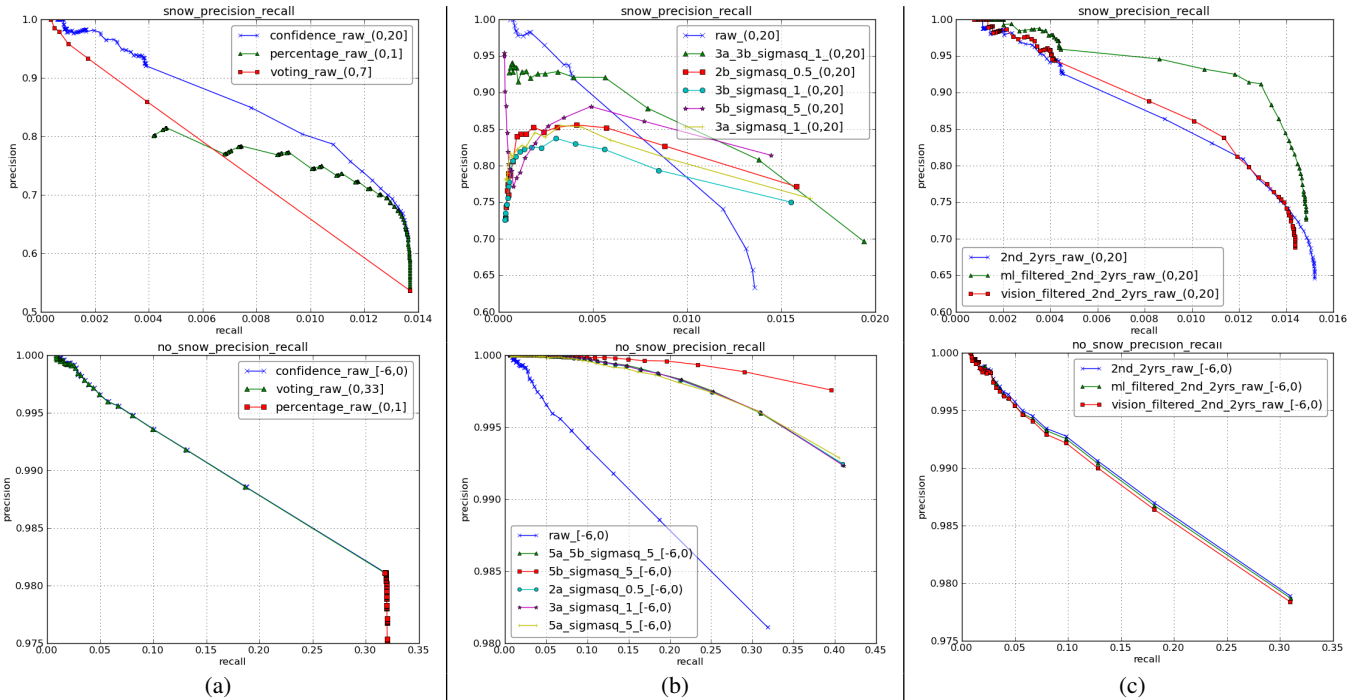 snow_precision_recall
1.0
0.9
0.8
0.7
0.6
0.5
precision
confidence_raw_(0,20]
percentage_raw_(0,1]
voting_raw_(0,7]
0.000 0.002 0.004 0.006 0.008 0.010 0.012 0.014
recall
no_snow_precision_recall
1.000
0.995
0.990
0.985
0.980
0.975
precision
confidence_raw_[-6,0)
voting_raw_(0,33]
percentage_raw_(0,1]
0.00 0.05 0.10 0.15 0.20 0.25 0.30 0.35
recall
(a)
snow_precision_recall
1.00
0.95
0.90
0.85
0.80
0.75
0.70
0.65
0.60
precision
raw_(0,20]
3a_3b_sigmasq_1_(0,20]
2b_sigmasq_0.5_(0,20]
3b_sigmasq_1_(0,20]
5b_sigmasq_5_(0,20]
3a_sigmasq_1_(0,20]
0.000 0.005 0.010 0.015 0.020
recall
no_snow_precision_recall
1.000
0.995
0.990
0.985
0.980
precision
raw_[-6,0)
5a_5b_sigmasq_5_[-6,0)
5b_sigmasq_5_[-6,0)
2a_sigmasq_0.5_[-6,0)
3a_sigmasq_1_[-6,0)
5a_sigmasq_5_[-6,0)
0.00 0.05 0.10 0.15 0.20 0.25 0.30 0.35 0.40 0.45
recall
(b)
snow_precision_recall
1.00
0.95
0.90
0.85
0.80
0.75
0.70
0.65
0.60
precision
2nd_2yrs_raw_(0,20]
ml_filtered_2nd_2yrs_raw_(0,20]
vision_filtered_2nd_2yrs_raw_(0,20]
0.000 0.002 0.004 0.006 0.008 0.010 0.012 0.014 0.016
recall
no_snow_precision_recall
1.000
0.995
0.990
0.985
0.980
0.975
precision
2nd_2yrs_raw_[-6,0)
ml_filtered_2nd_2yrs_raw_[-6,0)
vision_filtered_2nd_2yrs_raw_[-6,0)
0.00 0.05 0.10 0.15 0.20 0.25 0.30 0.35
recall
(c)